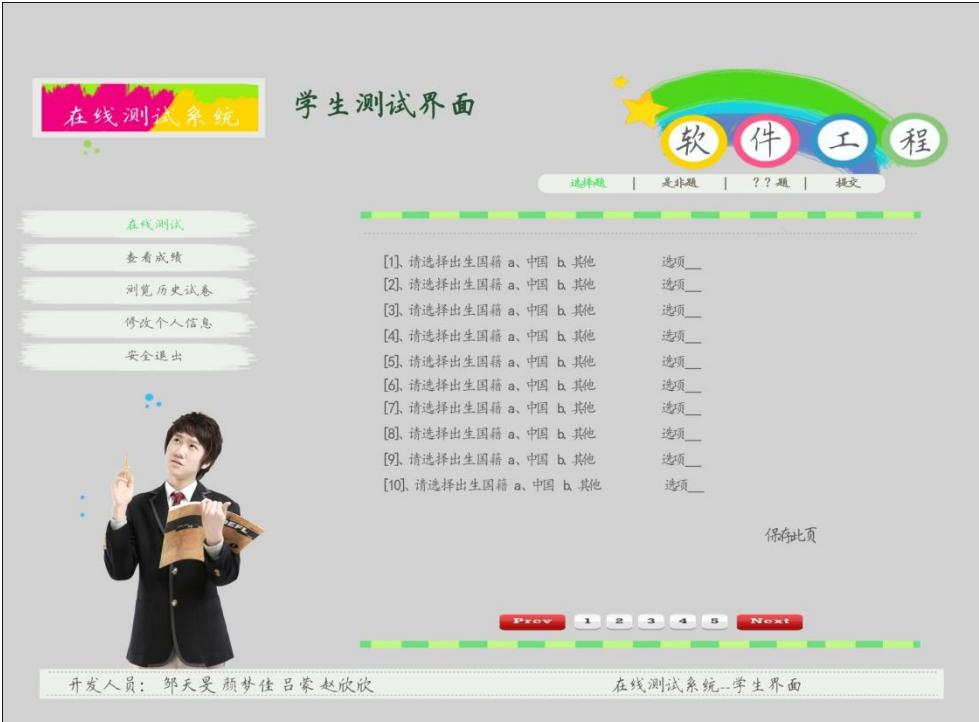 在线测试系统
学生测试界面
软件工程
选择题 | 是非题 | ??题 | 提交
在线测试
查看成绩
浏览历史试卷
修改个人信息
安全退出
[1]、请选择出生国籍 a、中国 b、其他 选项__
[2]、请选择出生国籍 a、中国 b、其他 选项__
[3]、请选择出生国籍 a、中国 b、其他 选项__
[4]、请选择出生国籍 a、中国 b、其他 选项__
[5]、请选择出生国籍 a、中国 b、其他 选项__
[6]、请选择出生国籍 a、中国 b、其他 选项__
[7]、请选择出生国籍 a、中国 b、其他 选项__
[8]、请选择出生国籍 a、中国 b、其他 选项__
[9]、请选择出生国籍 a、中国 b、其他 选项__
[10]、请选择出生国籍 a、中国 b、其他 选项__
保存此页
Prev 1 2 3 4 5 Next
开发人员: 邹天旻 颜梦佳 吕蒙 赵欣欣
在线测试系统--学生界面